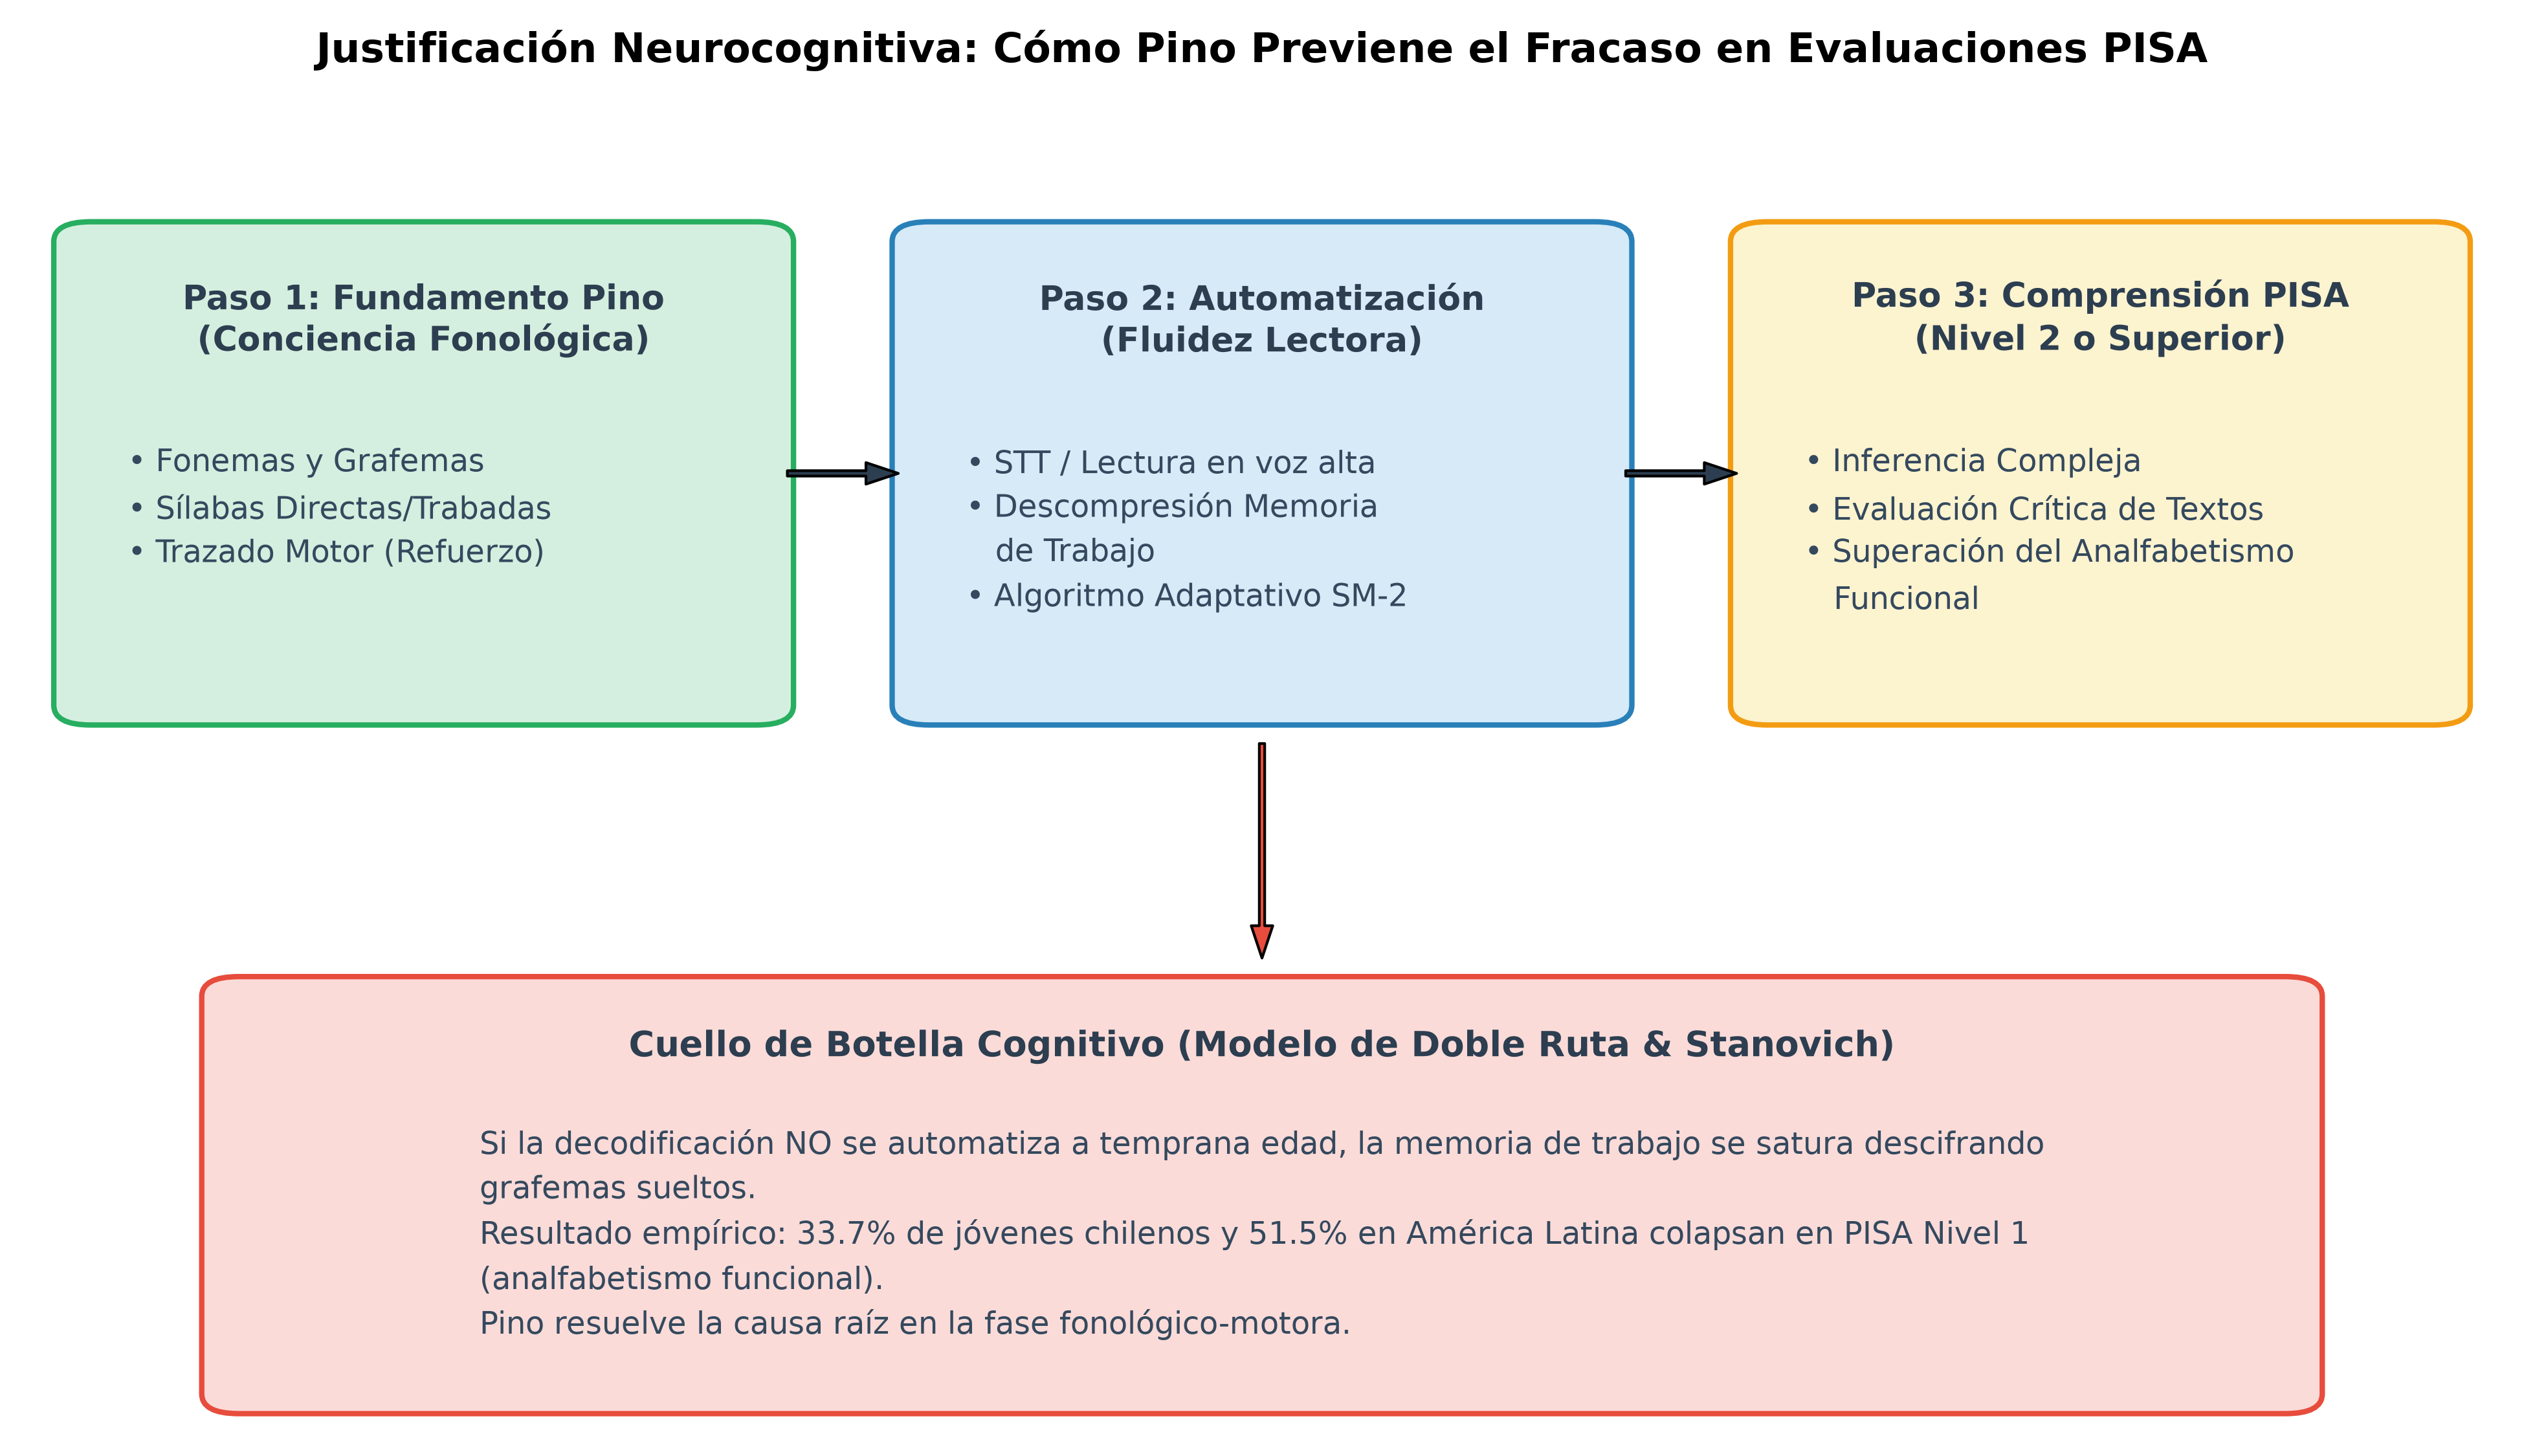 Justificación Neurocognitiva: Cómo Pino Previene el Fracaso en Evaluaciones PISA
Paso 1: Fundamento Pino
(Conciencia Fonológica)
• Fonemas y Grafemas
• Sílabas Directas/Trabadas
• Trazado Motor (Refuerzo)
Paso 2: Automatización
(Fluidez Lectora)
• STT / Lectura en voz alta
• Descompresión Memoria
de Trabajo
• Algoritmo Adaptativo SM-2
Paso 3: Comprensión PISA
(Nivel 2 o Superior)
• Inferencia Compleja
• Evaluación Crítica de Textos
• Superación del Analfabetismo
Funcional
Cuello de Botella Cognitivo (Modelo de Doble Ruta & Stanovich)
Si la decodificación NO se automatiza a temprana edad, la memoria de trabajo se satura descifrando
grafemas sueltos.
Resultado empírico: 33.7% de jóvenes chilenos y 51.5% en América Latina colapsan en PISA Nivel 1
(analfabetismo funcional).
Pino resuelve la causa raíz en la fase fonológico-motora.